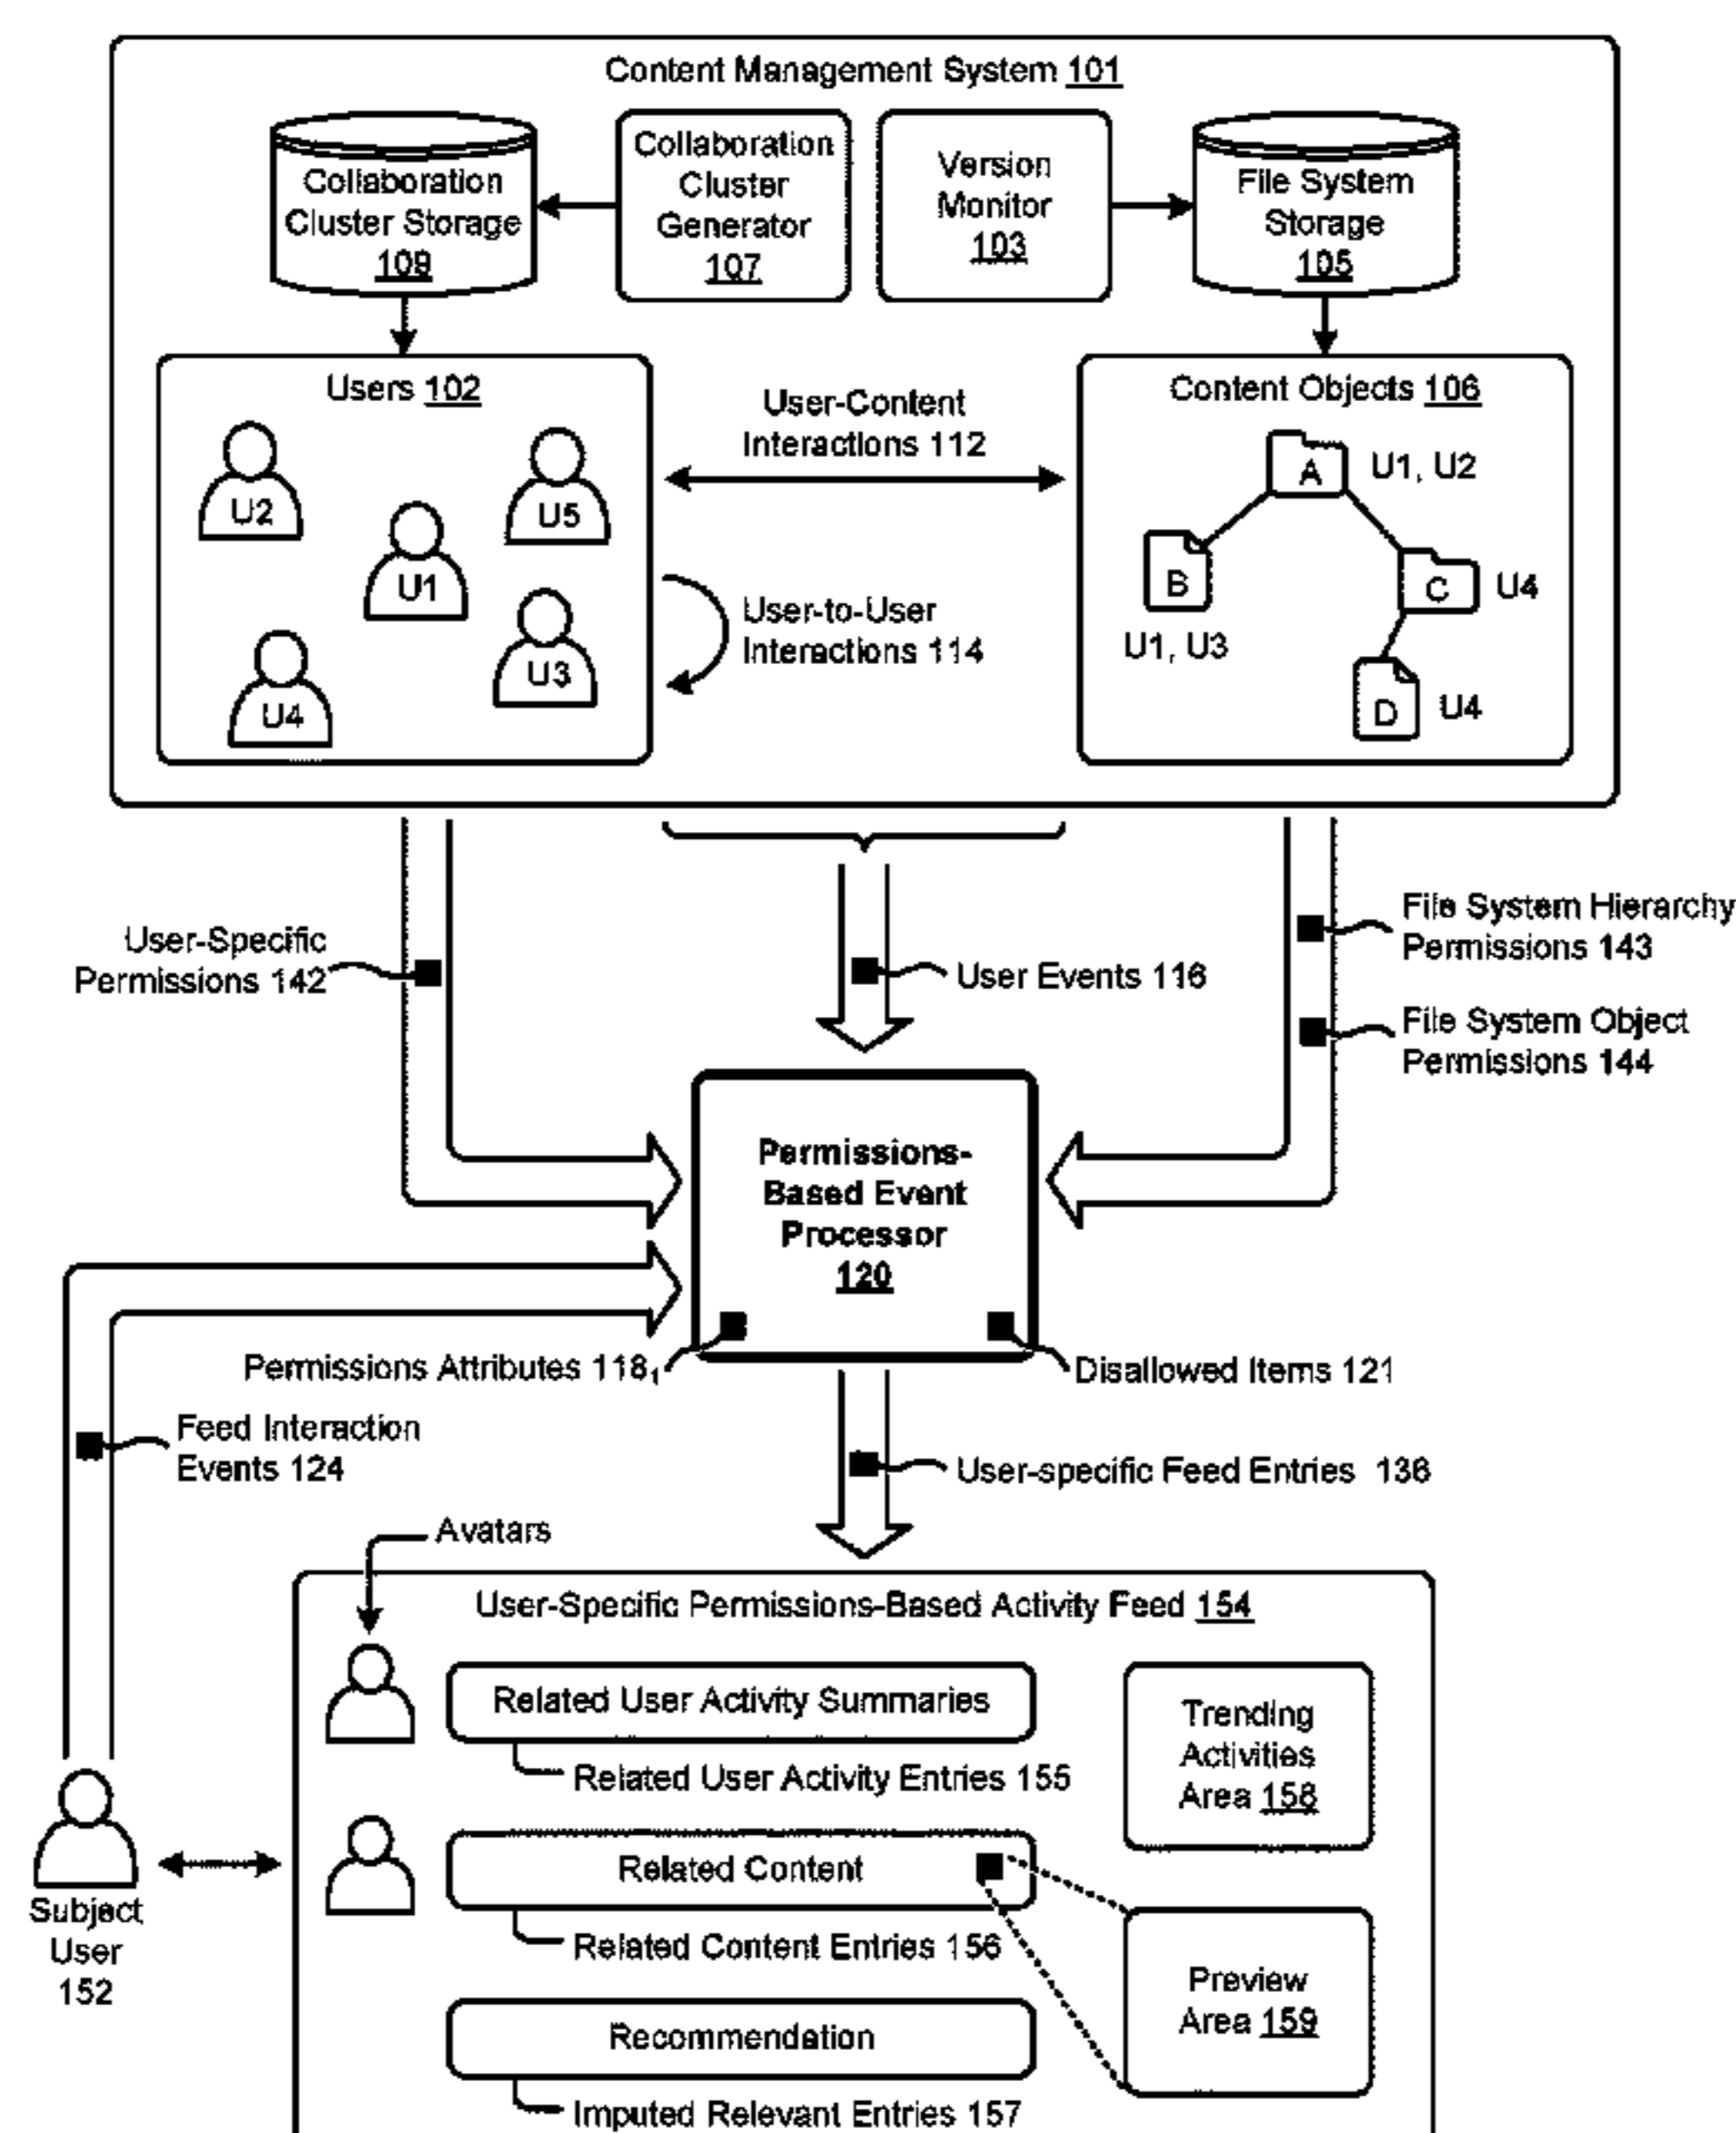 Content Management System 101
Collaboration
Cluster Storage
109
Collaboration
Cluster
Generator
107
Version
Monitor
103
File System
Storage
105
Users 102
U2
U5
U1
U3
U4
User-Content
Interactions 112
User-to-User
Interactions 114
Content Objects 106
A
U1, U2
B
U1, U3
C
U4
D
U4
User-Specific
Permissions 142
User Events 116
File System Hierarchy
Permissions 143
File System Object
Permissions 144
Permissions-
Based Event
Processor
120
Permissions Attributes 118₁
Disallowed Items 121
Feed Interaction
Events 124
User-specific Feed Entries 136
Avatars
User-Specific Permissions-Based Activity Feed 154
Related User Activity Summaries
Related User Activity Entries 155
Trending
Activities
Area 158
Subject
User
152
Related Content
Related Content Entries 156
Preview
Area 159
Recommendation
Imputed Relevant Entries 157